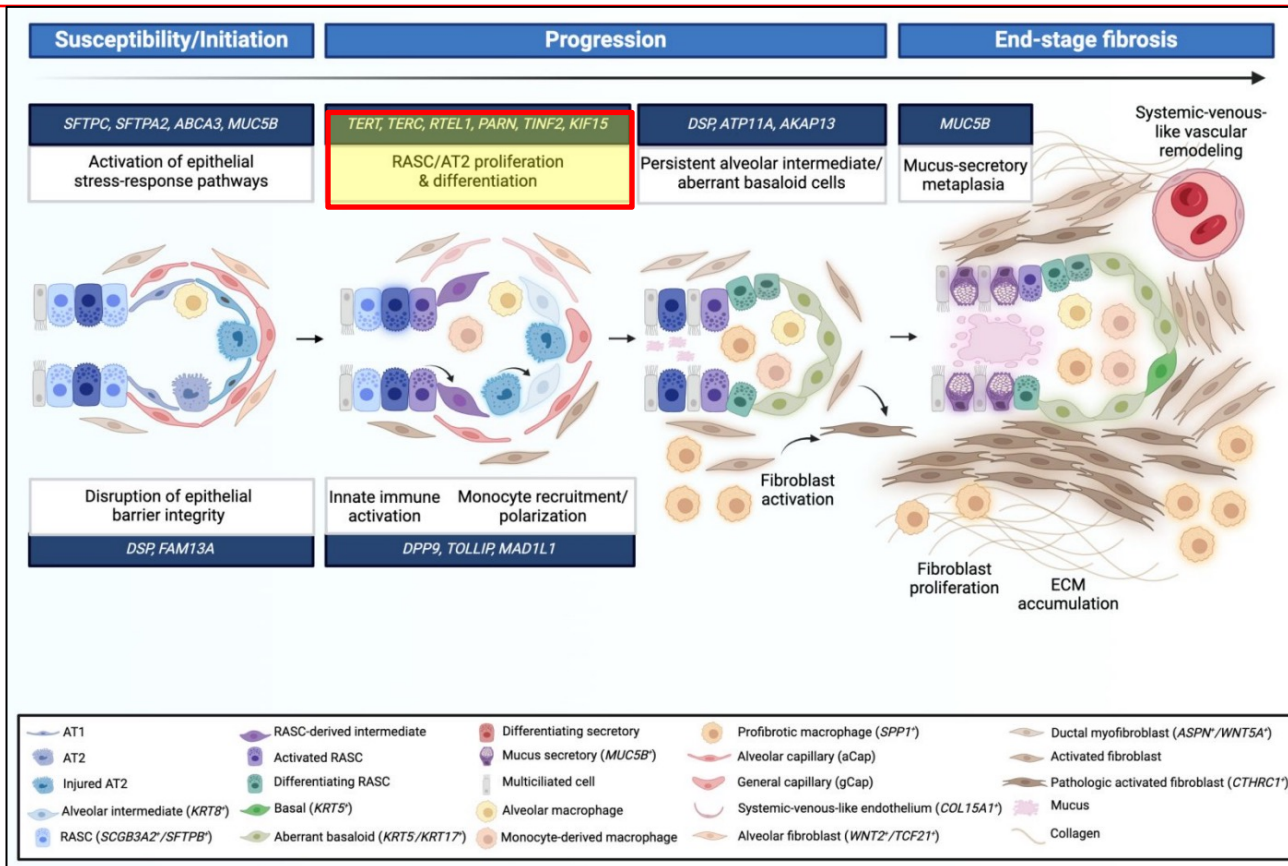 Susceptibility/Initiation
Progression
End-stage fibrosis
SFTPC, SFTPA2, ABCA3, MUC5B
Activation of epithelial
stress-response pathways
TERT, TERC, RTEL1, PARN, TINF2, KIF15
RASC/AT2 proliferation
& differentiation
DSP, ATP11A, AKAP13
Persistent alveolar intermediate/
aberrant basaloid cells
MUC5B
Mucus-secretory
metaplasia
Systemic-venous-
like vascular
remodeling
Disruption of epithelial
barrier integrity
DSP, FAM13A
Innate immune
activation
Monocyte recruitment/
polarization
DPP9, TOLLIP, MAD1L1
Fibroblast
activation
Fibroblast
proliferation
ECM
accumulation
AT1
AT2
Injured AT2
Alveolar intermediate (KRT8⁺)
RASC (SCGB3A2⁺/SFTPB⁺)
RASC-derived intermediate
Activated RASC
Differentiating RASC
Basal (KRT5⁺)
Aberrant basaloid (KRT5⁻/KRT17⁺)
Differentiating secretory
Mucus secretory (MUC5B⁺)
Multiciliated cell
Alveolar macrophage
Monocyte-derived macrophage
Profibrotic macrophage (SPP1⁺)
Alveolar capillary (aCap)
General capillary (gCap)
Systemic-venous-like endothelium (COL15A1⁺)
Alveolar fibroblast (WNT2⁺/TCF21⁺)
Ductal myofibroblast (ASPN⁺/WNT5A⁺)
Activated fibroblast
Pathologic activated fibroblast (CTHRC1⁺)
Mucus
Collagen